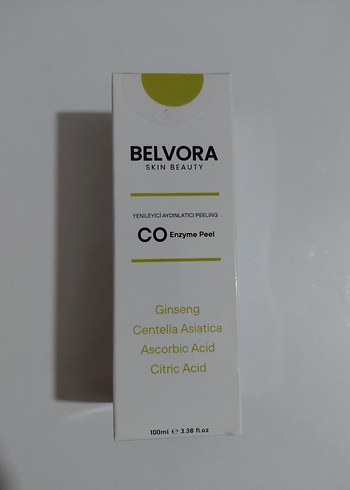 BELVORA
SKIN BEAUTY
YENİLEYİCİ AYDINLATICI PEELING
CO Enzyme Peel
Ginseng
Centella Asiatica
Ascorbic Acid
Citric Acid
100ml ℮ 3.38 fl.oz